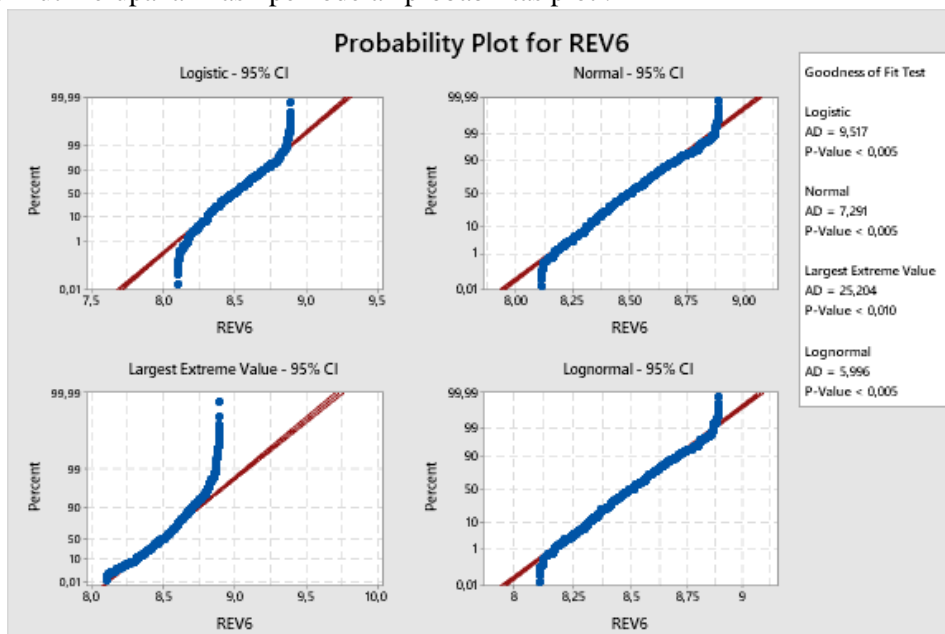 Probability Plot for REV6
Logistic - 95% CI
99,99
99
90
50
10
1
0,01
Percent
7,5 8,0 8,5 9,0 9,5
REV6
Normal - 95% CI
99,99
99
90
50
10
1
0,01
Percent
8,00 8,25 8,50 8,75 9,00
REV6
Largest Extreme Value - 95% CI
99,99
99
90
50
10
0,01
Percent
8,0 8,5 9,0 9,5 10,0
REV6
Lognormal - 95% CI
99,99
99
90
50
10
1
0,01
Percent
8 8,25 8,5 8,75 9
REV6
Goodness of Fit Test
Logistic
AD = 9,517
P-Value < 0,005
Normal
AD = 7,291
P-Value < 0,005
Largest Extreme Value
AD = 25,204
P-Value < 0,010
Lognormal
AD = 5,996
P-Value < 0,005